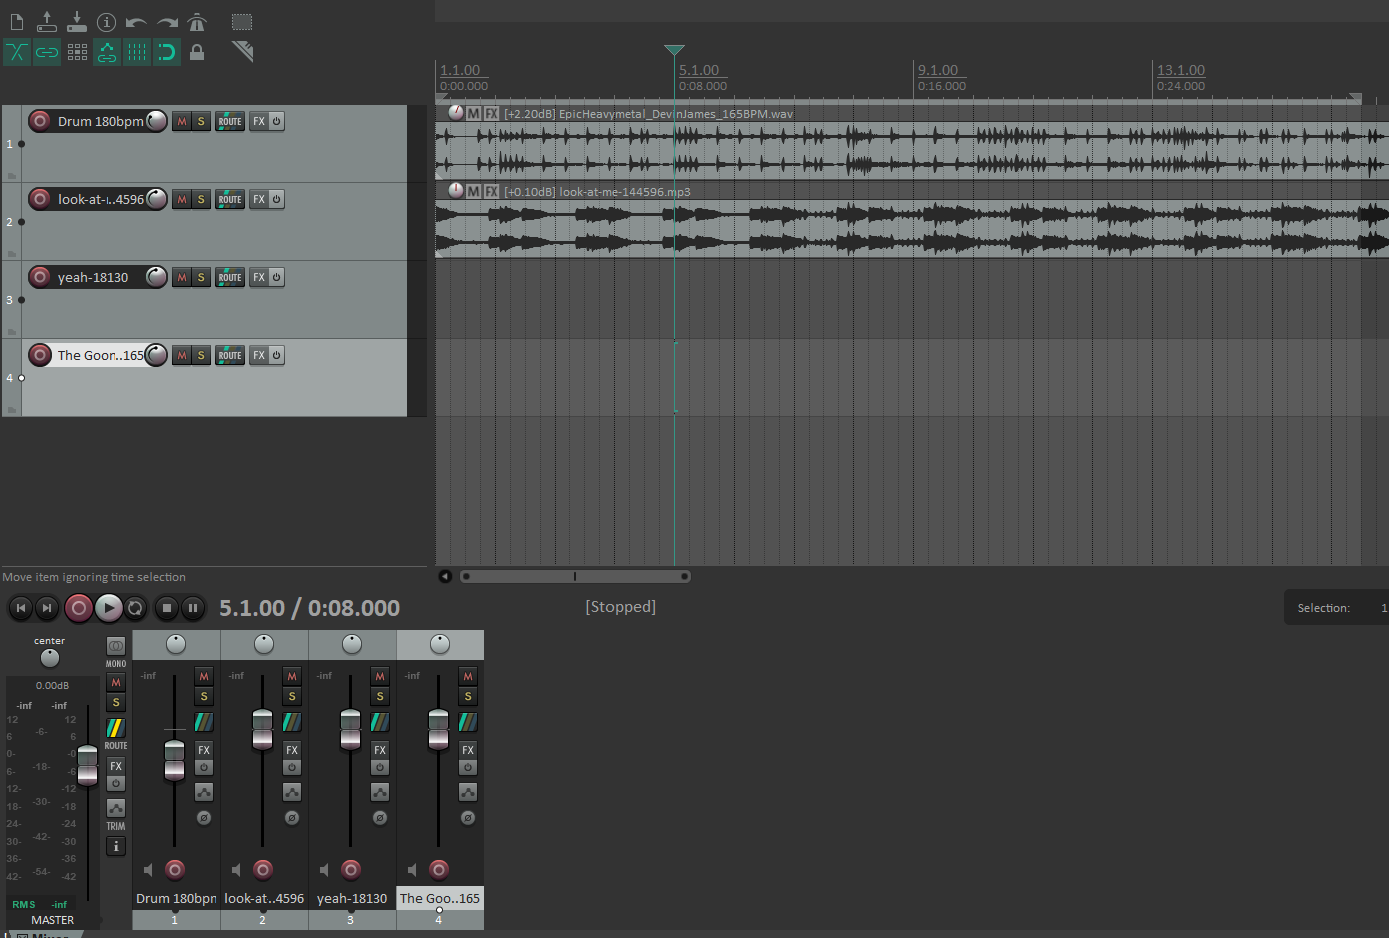 1.1.00
0:00.000
5.1.00
0:08.000
9.1.00
0:16.000
13.1.00
0:24.000
1
Drum 180bpm
M S ROUTE FX
M FX [+2.20dB] EpicHeavymetal_DevinJames_165BPM.wav
2
look-at-...4596
M S ROUTE FX
M FX [+0.10dB] look-at-me-144596.mp3
3
yeah-18130
M S ROUTE FX
4
The Goor..165
M S ROUTE FX
Move item ignoring time selection
5.1.00 / 0:08.000
[Stopped]
Selection: 1
center
MONO
0.00dB
M
S
-inf -inf
12 12
6 -6- 6
0- -0
6- -18- -6
12- -12
18- -30- -18
24- -24
30- -42- -30
36- -36
42- -54- -42
ROUTE
FX
TRIM
i
RMS -inf
MASTER
-inf M
S
FX
Drum 180bpm
1
-inf M
S
FX
look-at..4596
2
-inf M
S
FX
yeah-18130
3
-inf M
S
FX
The Goo..165
4
Mixer